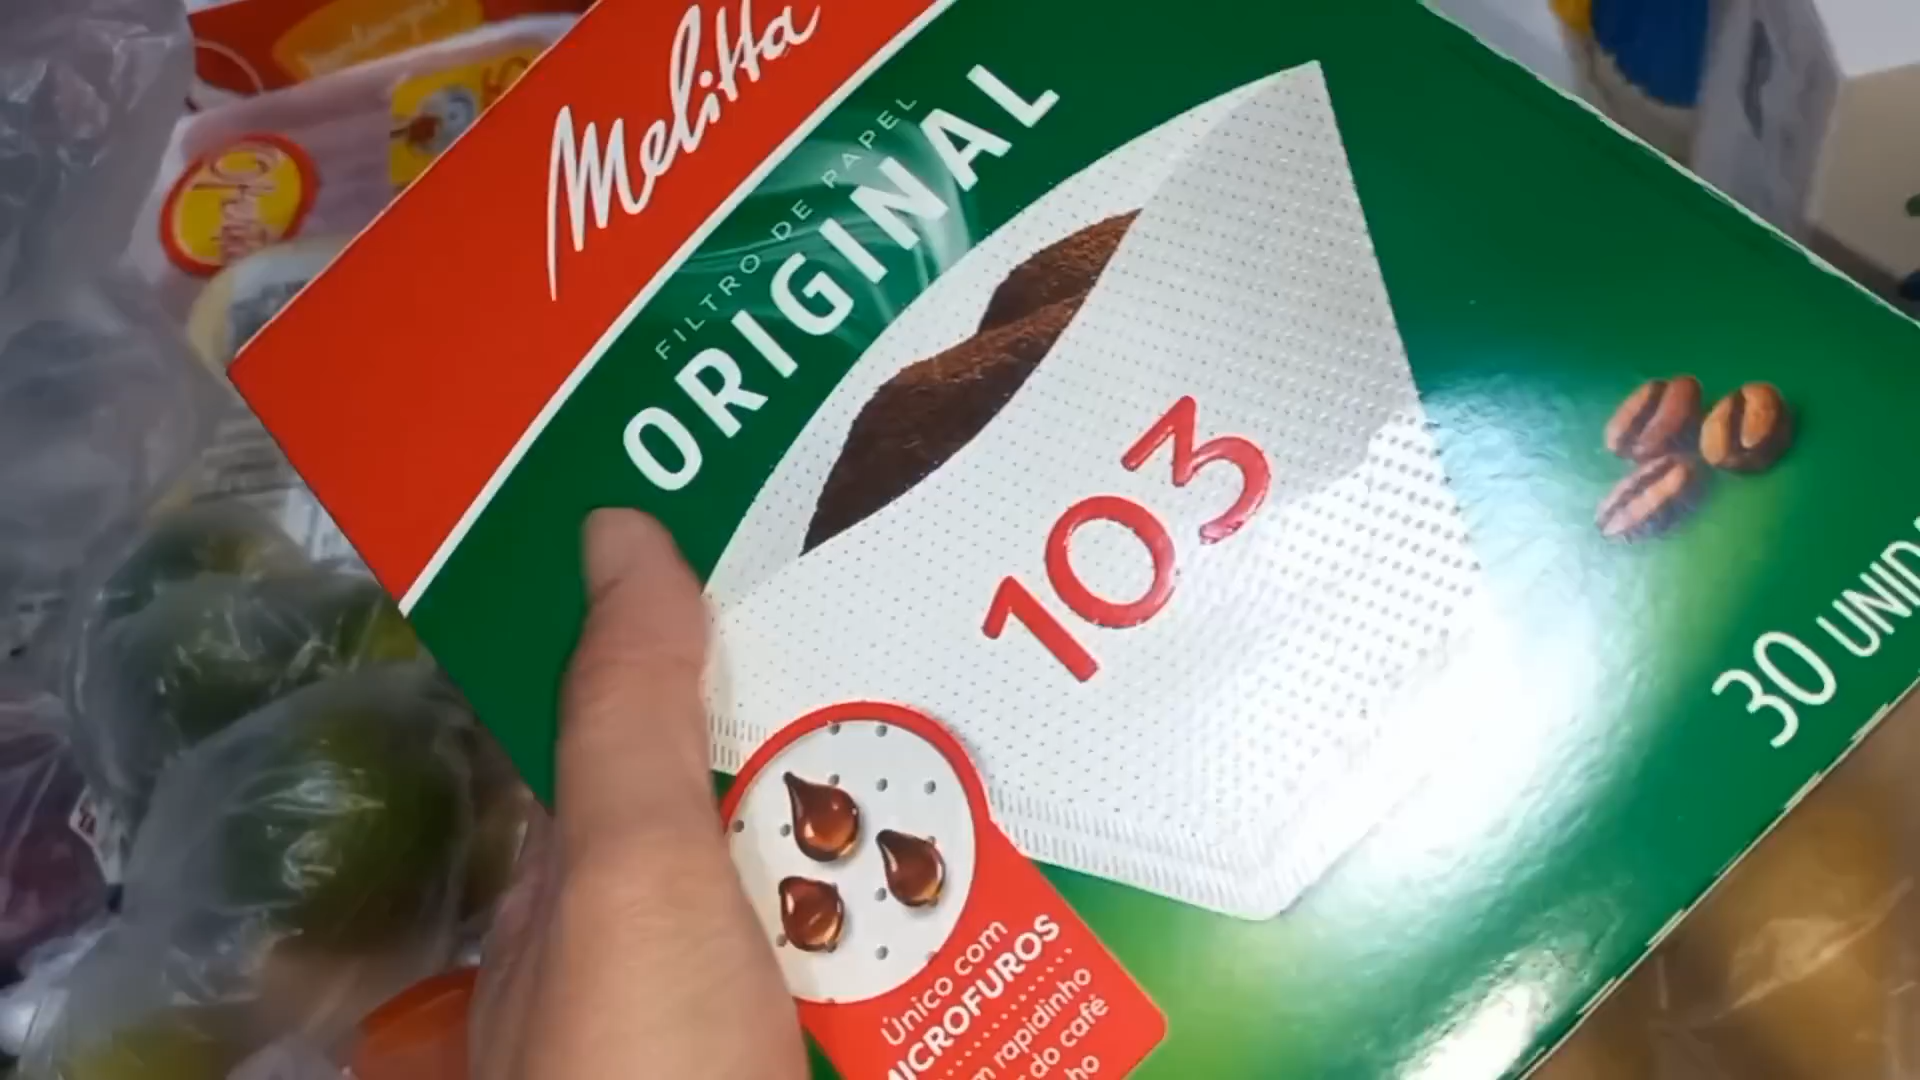 Melitta
FILTRO DE PAPEL
ORIGINAL
103
30 UNID
Único com
MICROFUROS
rapidinho
do café